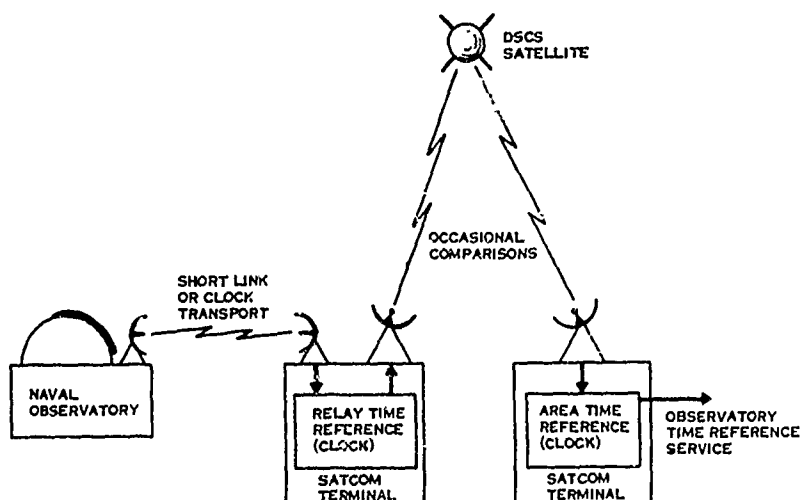 DSCS
SATELLITE
OCCASIONAL
COMPARISONS
SHORT LINK
OR CLOCK
TRANSPORT
NAVAL
OBSERVATORY
RELAY TIME
REFERENCE
(CLOCK)
SATCOM
TERMINAL
AREA TIME
REFERENCE
(CLOCK)
SATCOM
TERMINAL
OBSERVATORY
TIME REFERENCE
SERVICE